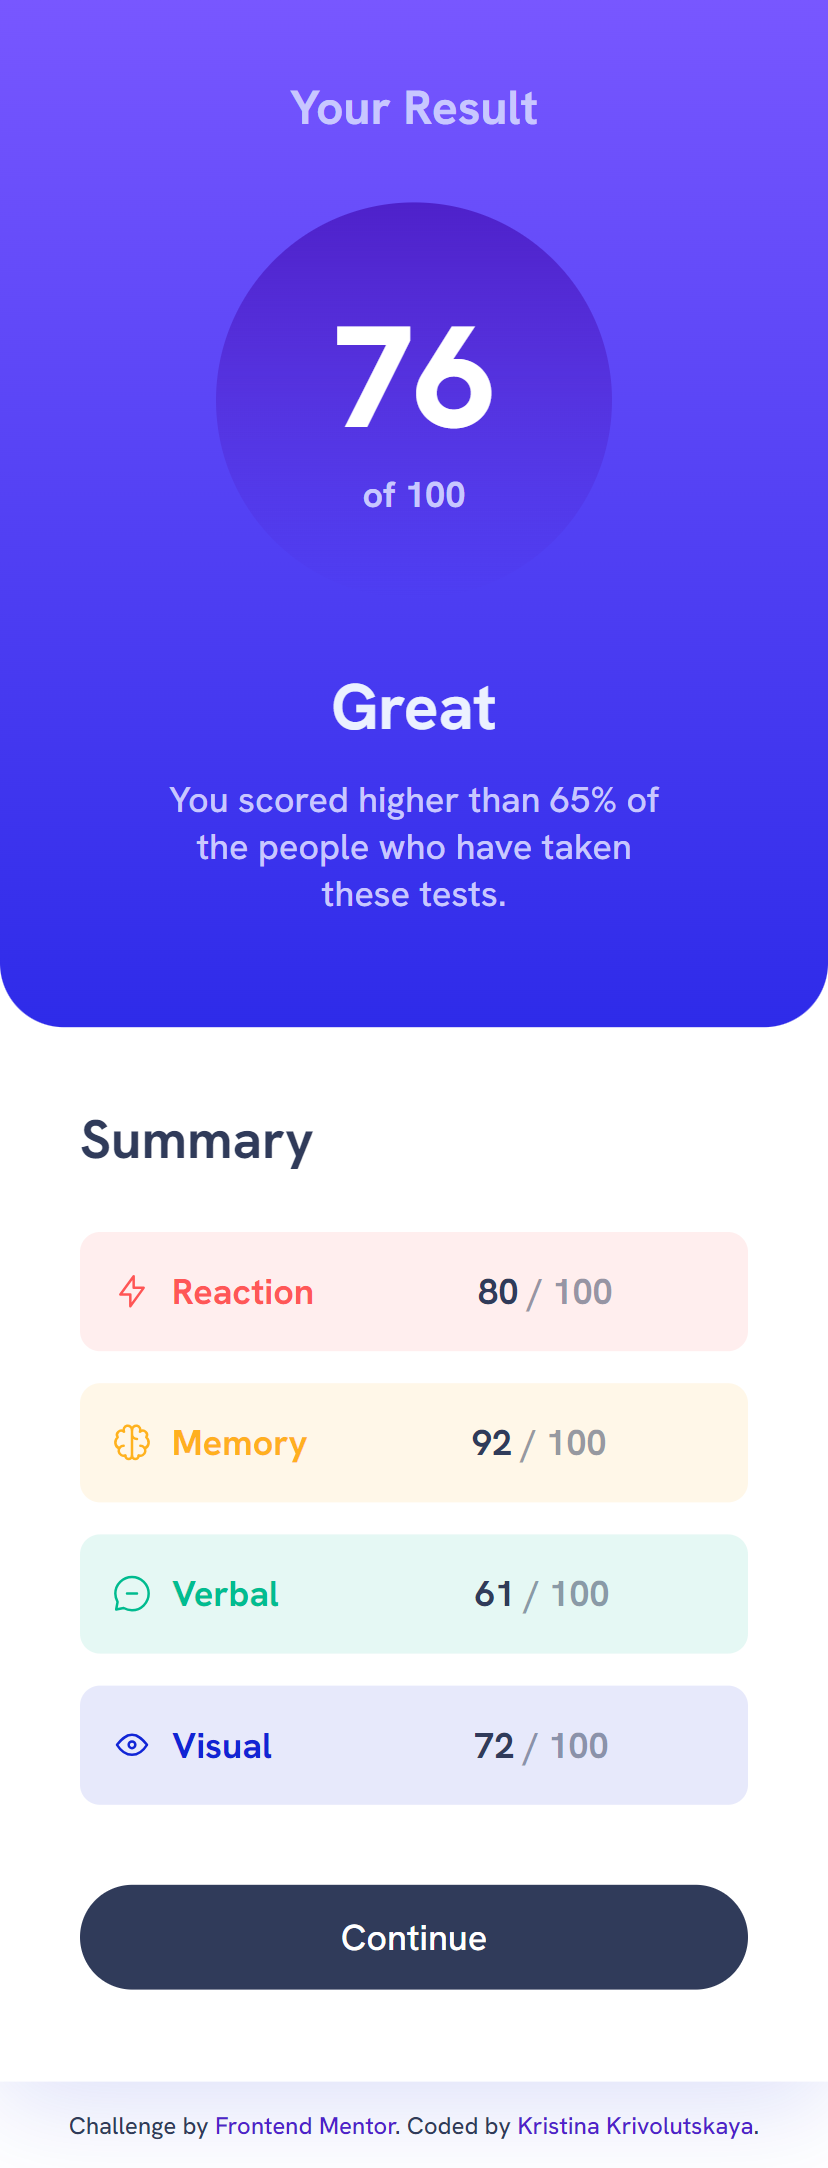 Your Result
76
of 100
Great
You scored higher than 65% of
the people who have taken
these tests.
Summary
Reaction 80 / 100
Memory 92 / 100
Verbal 61 / 100
Visual 72 / 100
Continue
Challenge by Frontend Mentor. Coded by Kristina Krivolutskaya.